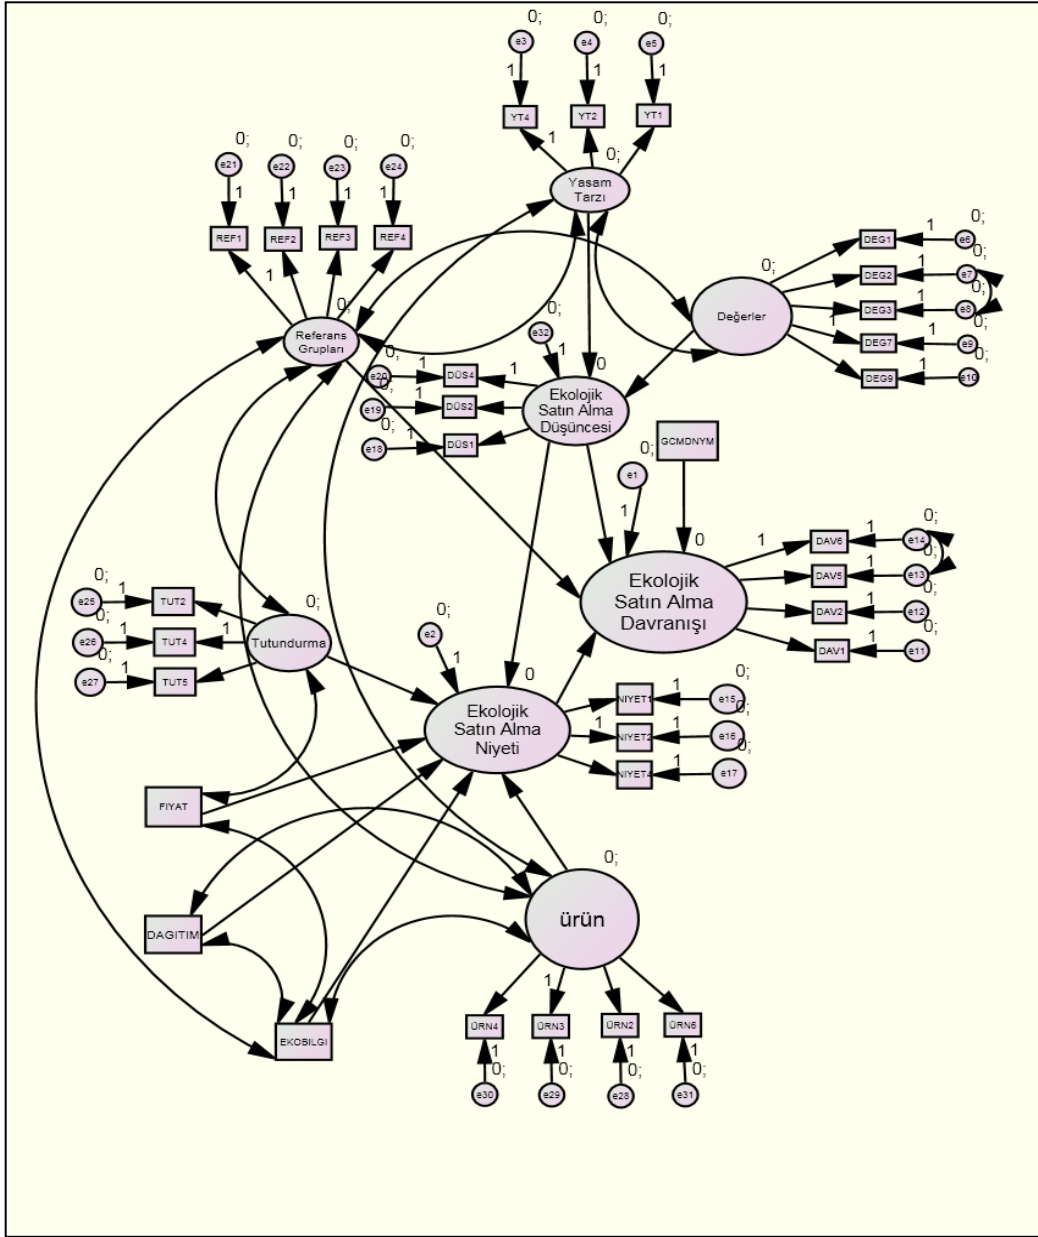 0; 0; 0;
e3 e4 e5
1 1 1
YT4 YT2 YT1
1 0;
Yasam
Tarzı
0; 0; 0; 0;
e21 e22 e23 e24
1 1 1 1
REF1 REF2 REF3 REF4
1 0;
Referans
Grupları
0;
Değerler
DEG1 1 e6 0;
DEG2 1 e7 0;
DEG3 1 e8 0;
1 DEG7 1 e9 0;
DEG9 1 e10 0;
0;
e32
1 0
Ekolojik
Satın Alma
Düşüncesi
0; e20 1 DÜS4 1
0; e19 1 DÜS2
0; e18 1 DÜS1
GCMDNYM
0;
e1
1 0
Ekolojik
Satın Alma
Davranışı
1 DAV6 1 e14 0;
DAV5 1 e13 0;
DAV2 1 e12 0;
DAV1 1 e11 0;
0; e25 1 TUT2
0; e26 1 TUT4 1
0; e27 1 TUT5
0;
Tutundurma
0;
e2
1 0
Ekolojik
Satın Alma
Niyeti
NIYET1 1 e15 0;
1 NIYET2 1 e16 0;
NIYET4 1 e17 0;
FIYAT
DAGITIM
EKOBILGI
0;
ürün
1
ÜRN4 ÜRN3 ÜRN2 ÜRN6
1 1 1 1
0; 0; 0; 0;
e30 e29 e28 e31